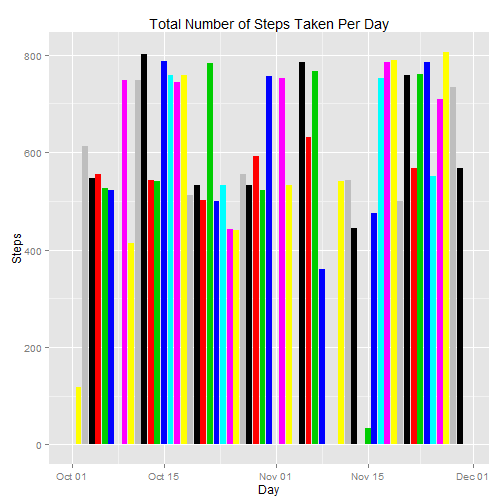 Total Number of Steps Taken Per Day
800
600
400
200
0
Steps
Oct 01 Oct 15 Nov 01 Nov 15 Dec 01
Day